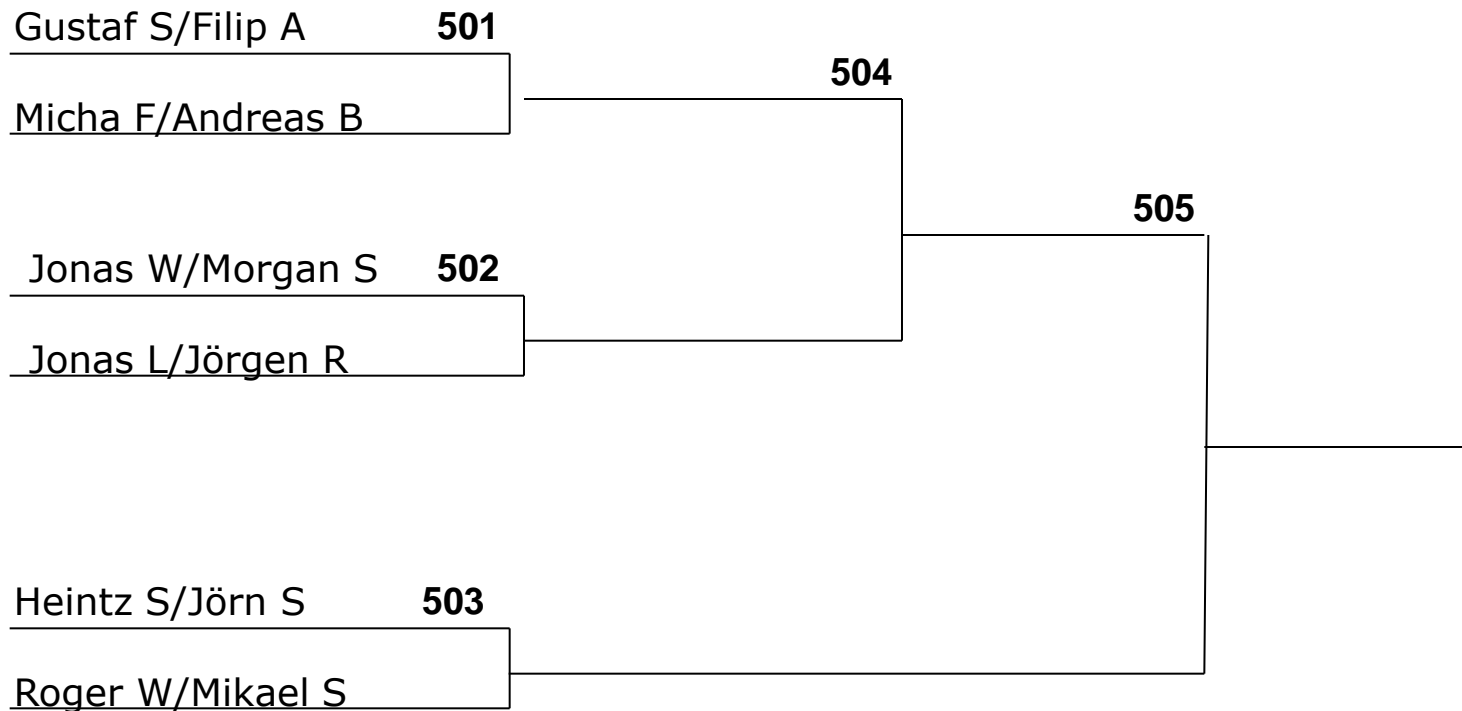 Gustaf S/Filip A 501
504
Micha F/Andreas B
505
Jonas W/Morgan S 502
Jonas L/Jörgen R
Heintz S/Jörn S 503
Roger W/Mikael S